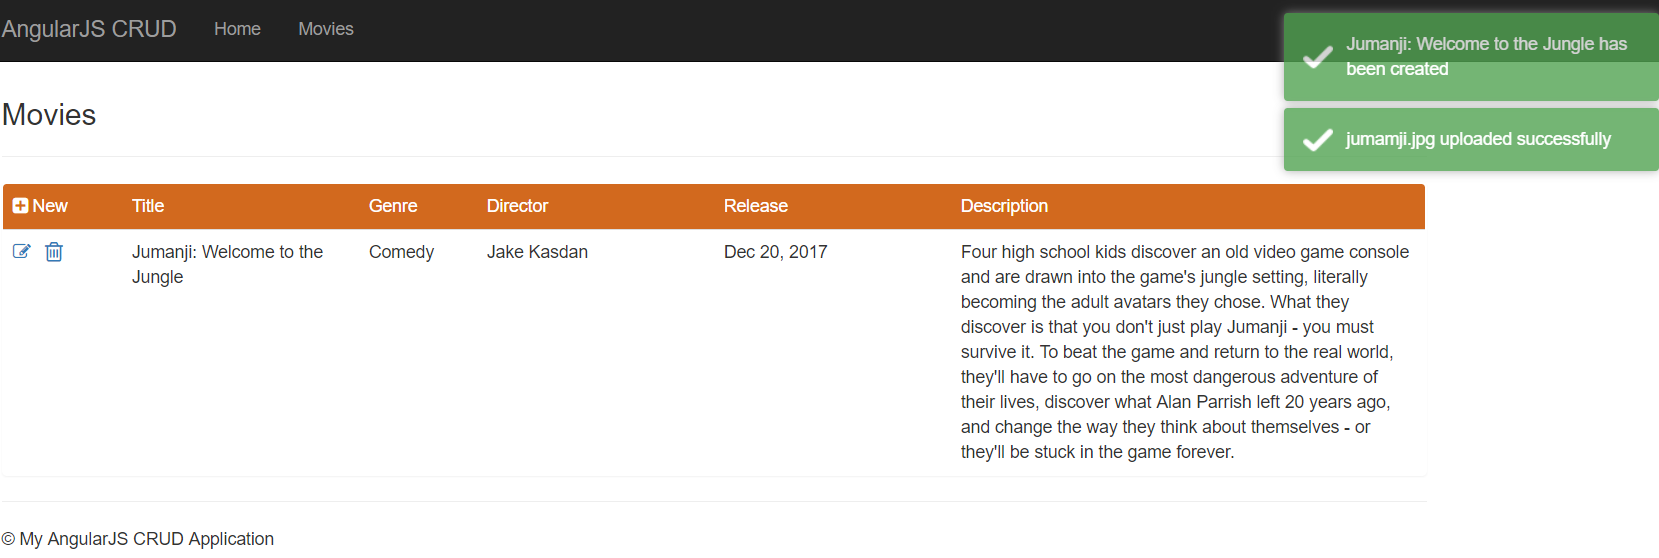 AngularJS CRUD Home Movies
Jumanji: Welcome to the Jungle has
been created
jumamji.jpg uploaded successfully
Movies
New Title Genre Director Release Description
Jumanji: Welcome to the Comedy Jake Kasdan Dec 20, 2017 Four high school kids discover an old video game console
Jungle and are drawn into the game's jungle setting, literally
becoming the adult avatars they chose. What they
discover is that you don't just play Jumanji - you must
survive it. To beat the game and return to the real world,
they'll have to go on the most dangerous adventure of
their lives, discover what Alan Parrish left 20 years ago,
and change the way they think about themselves - or
they'll be stuck in the game forever.
© My AngularJS CRUD Application